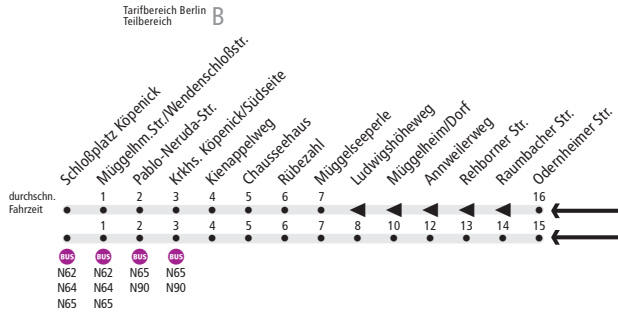 Tarifbereich Berlin B
Teilbereich
Schloßplatz Köpenick
Müggelhm.Str./Wendenschloßstr.
Pablo-Neruda-Str.
Krkhs. Köpenick/Südseite
Kienappelweg
Chausseehaus
Rübezahl
Müggelseeperle
Ludwigshöheweg
Müggelheim/Dorf
Annweilerweg
Rehborner Str.
Raumbacher Str.
Odernheimer Str.
durchschn. 1 2 3 4 5 6 7 16
Fahrzeit
1 2 3 4 5 6 7 8 10 12 13 14 15
BUS BUS BUS BUS
N62 N62 N65 N65
N64 N64 N90 N90
N65 N65